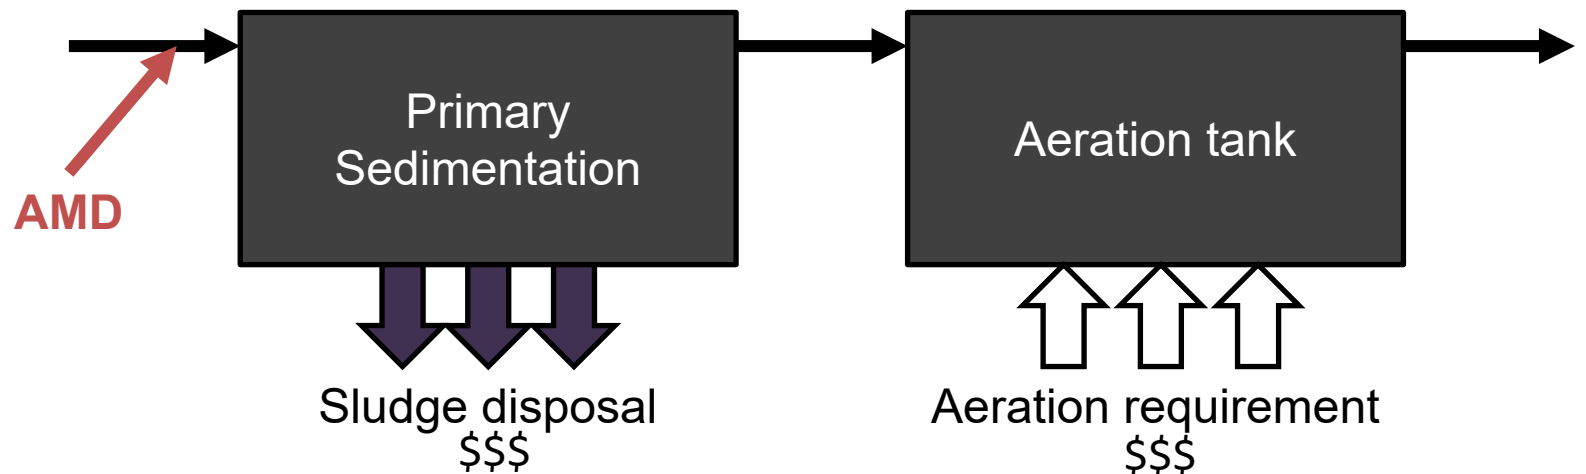 Primary
Sedimentation
Aeration tank
AMD
Sludge disposal
$$$
Aeration requirement
$$$